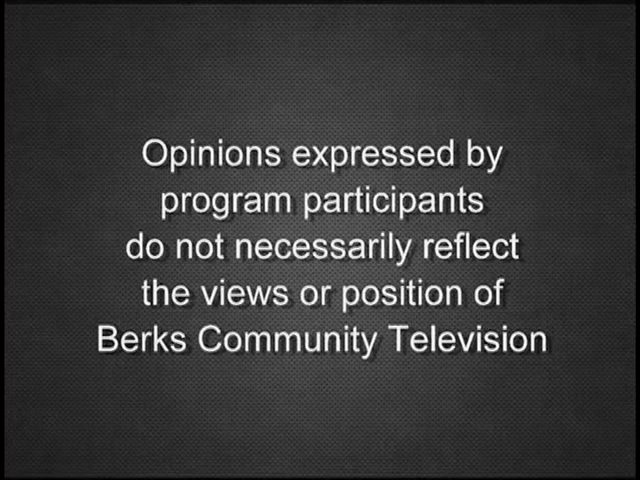 Opinions expressed by
program participants
do not necessarily reflect
the views or position of
Berks Community Television